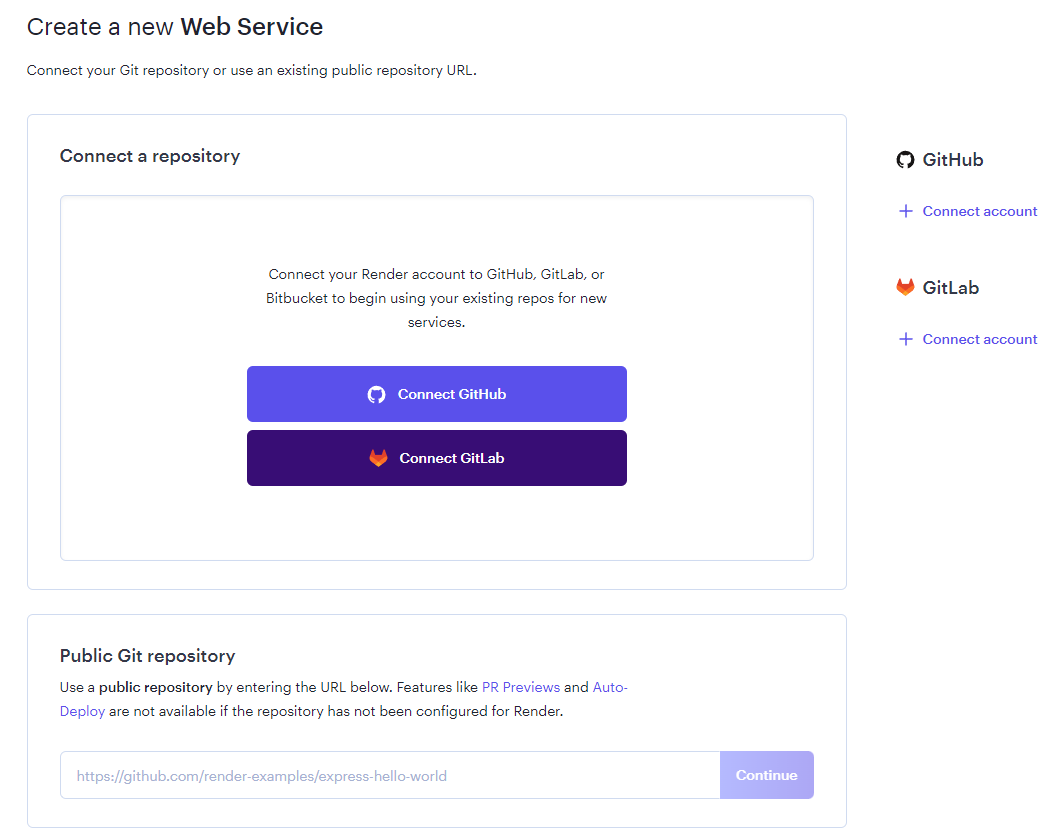 Create a new Web Service
Connect your Git repository or use an existing public repository URL.
Connect a repository
Connect your Render account to GitHub, GitLab, or
Bitbucket to begin using your existing repos for new
services.
Connect GitHub
Connect GitLab
GitHub
+ Connect account
GitLab
+ Connect account
Public Git repository
Use a public repository by entering the URL below. Features like PR Previews and Auto-
Deploy are not available if the repository has not been configured for Render.
https://github.com/render-examples/express-hello-world
Continue